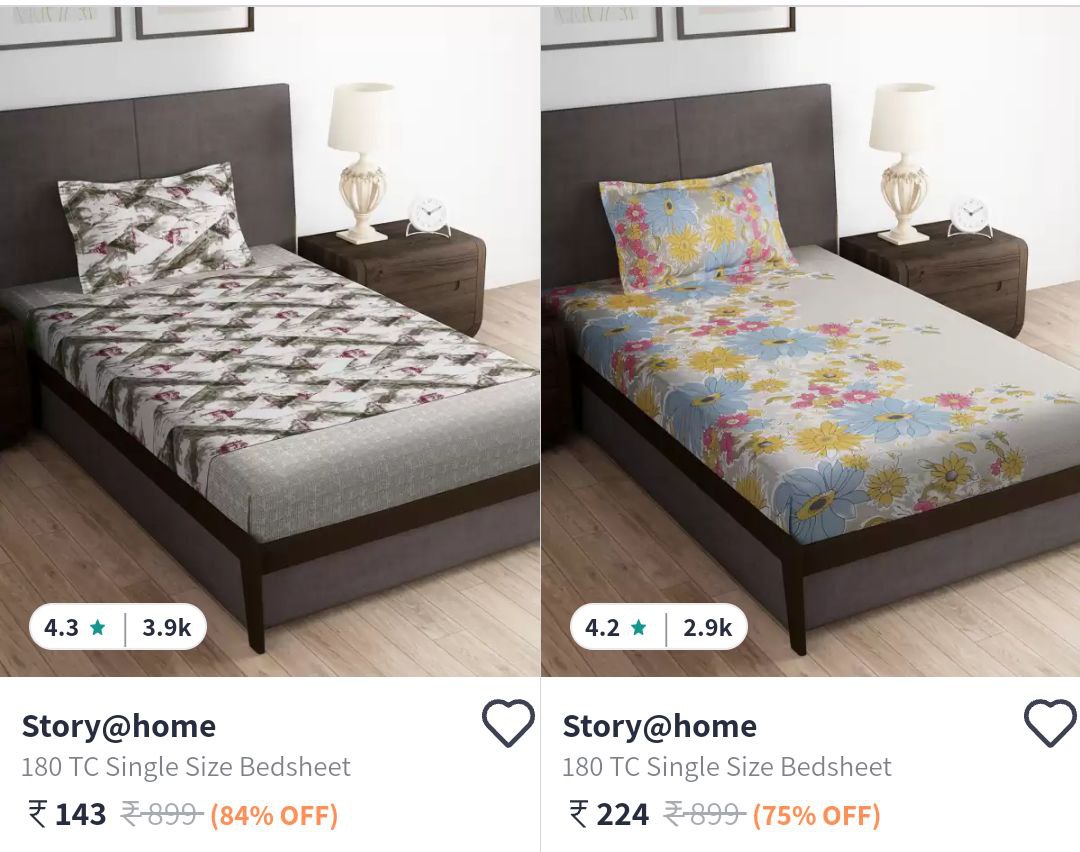 4.3 ★ | 3.9k
Story@home
180 TC Single Size Bedsheet
₹ 143 ₹ 899 (84% OFF)
4.2 ★ | 2.9k
Story@home
180 TC Single Size Bedsheet
₹ 224 ₹ 899 (75% OFF)